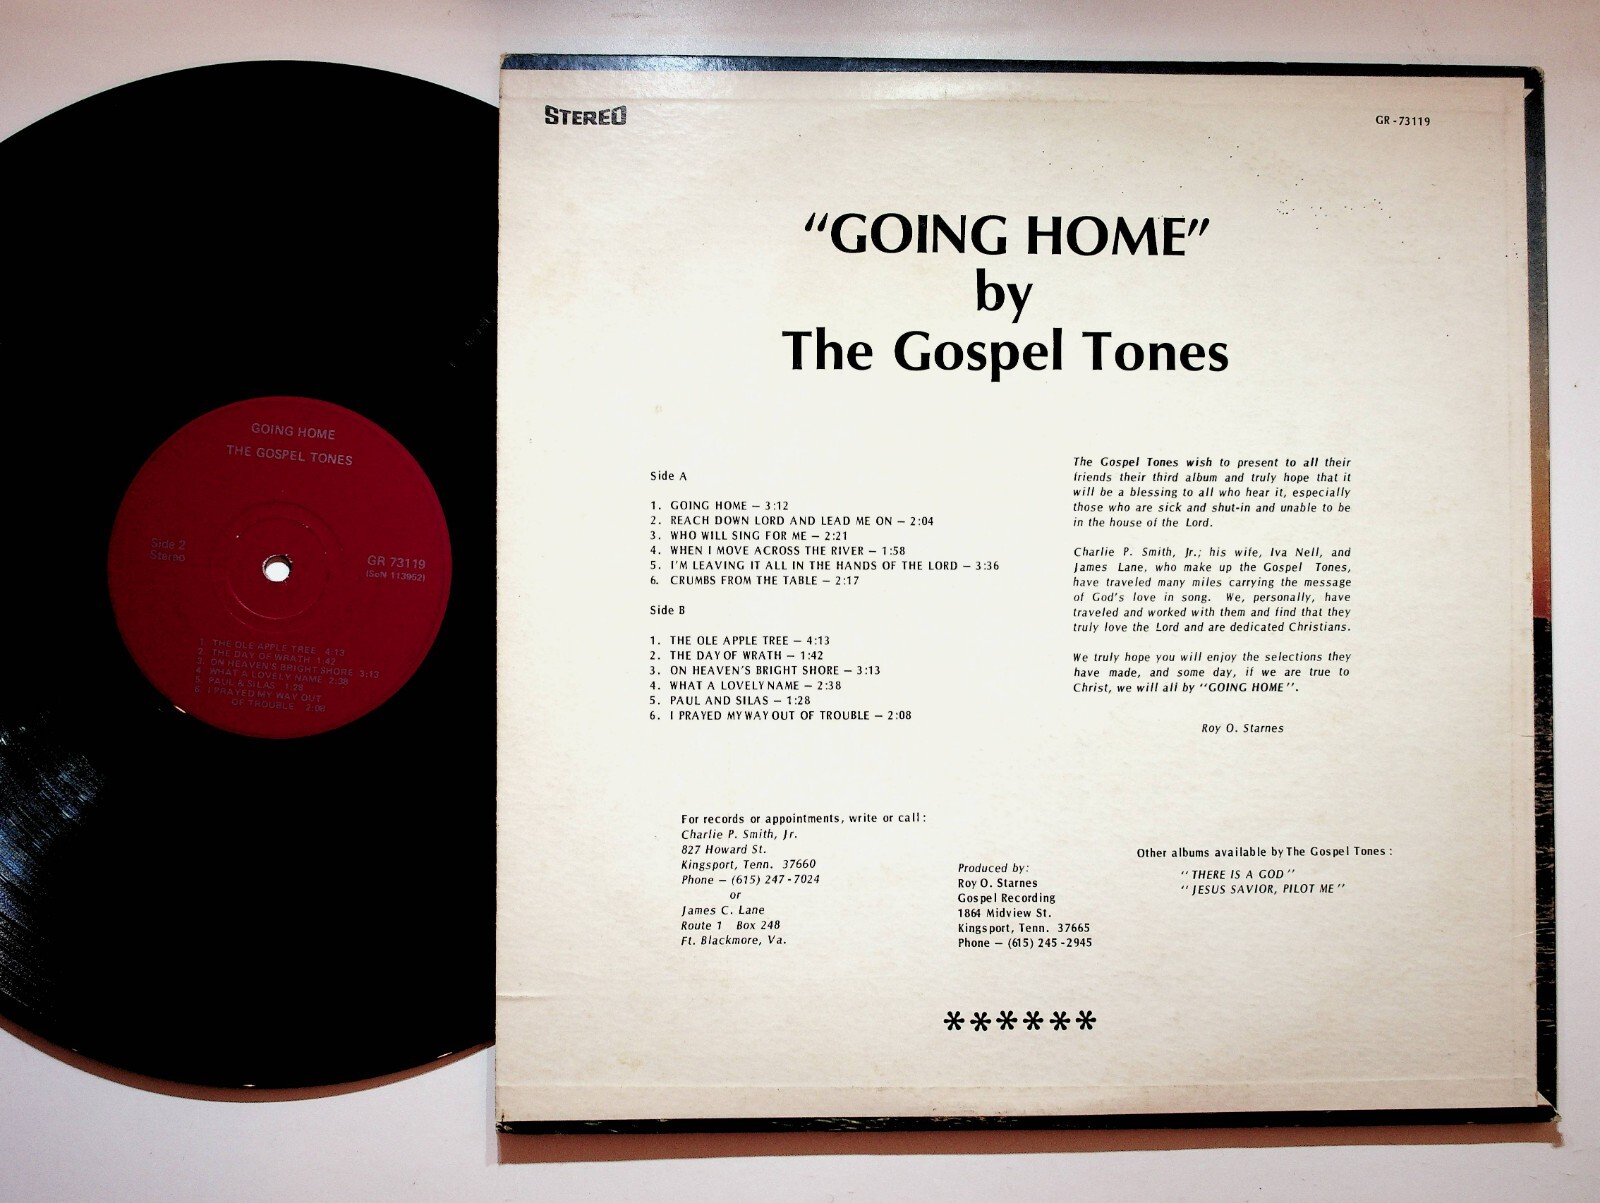 GOING HOME
THE GOSPEL TONES
Side 2
Stereo
GR 73119
(SoN 113952)
1. THE OLE APPLE TREE 4:13
2. THE DAY OF WRATH 1:42
3. ON HEAVEN'S BRIGHT SHORE 3:13
4. WHAT A LOVELY NAME 2:38
5. PAUL & SILAS 1:28
6. I PRAYED MY WAY OUT
OF TROUBLE 2:08
STEREO
GR - 73119
“GOING HOME”
by
The Gospel Tones
Side A
1. GOING HOME – 3:12
2. REACH DOWN LORD AND LEAD ME ON – 2:04
3. WHO WILL SING FOR ME – 2:21
4. WHEN I MOVE ACROSS THE RIVER – 1:58
5. I'M LEAVING IT ALL IN THE HANDS OF THE LORD – 3:36
6. CRUMBS FROM THE TABLE – 2:17
Side B
1. THE OLE APPLE TREE – 4:13
2. THE DAY OF WRATH – 1:42
3. ON HEAVEN'S BRIGHT SHORE – 3:13
4. WHAT A LOVELY NAME – 2:38
5. PAUL AND SILAS – 1:28
6. I PRAYED MY WAY OUT OF TROUBLE – 2:08
The Gospel Tones wish to present to all their
friends their third album and truly hope that it
will be a blessing to all who hear it, especially
those who are sick and shut-in and unable to be
in the house of the Lord.
Charlie P. Smith, Jr.; his wife, Iva Nell, and
James Lane, who make up the Gospel Tones,
have traveled many miles carrying the message
of God's love in song. We, personally, have
traveled and worked with them and find that they
truly love the Lord and are dedicated Christians.
We truly hope you will enjoy the selections they
have made, and some day, if we are true to
Christ, we will all by “GOING HOME”.
Roy O. Starnes
For records or appointments, write or call:
Charlie P. Smith, Jr.
827 Howard St.
Kingsport, Tenn. 37660
Phone – (615) 247-7024
or
James C. Lane
Route 1 Box 248
Ft. Blackmore, Va.
Produced by:
Roy O. Starnes
Gospel Recording
1864 Midview St.
Kingsport, Tenn. 37665
Phone – (615) 245-2945
Other albums available by The Gospel Tones:
“THERE IS A GOD”
“JESUS SAVIOR, PILOT ME”
******